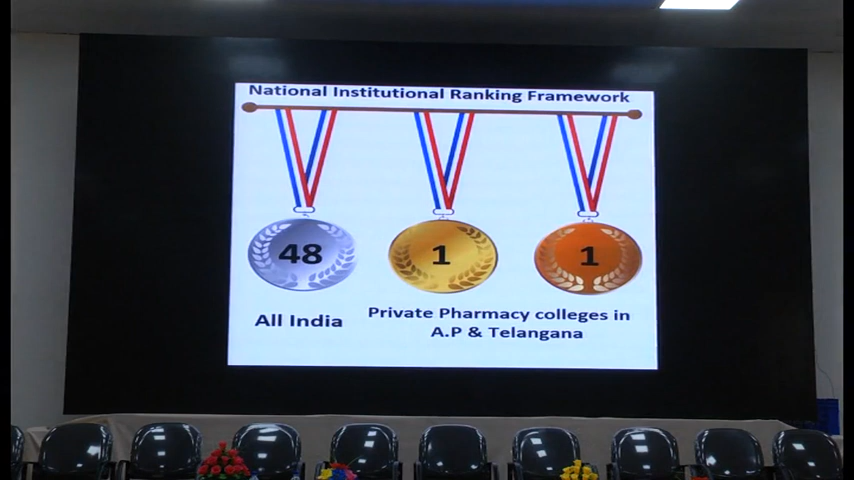 National Institutional Ranking Framework
48
1
1
All India
Private Pharmacy colleges in
A.P & Telangana